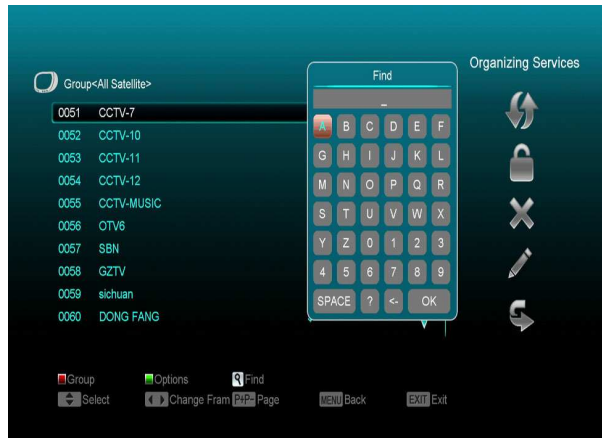 Organizing Services
Group<All Satellite>
Find
_
0051 CCTV-7
0052 CCTV-10
0053 CCTV-11
0054 CCTV-12
0055 CCTV-MUSIC
0056 OTV6
0057 SBN
0058 GZTV
0059 sichuan
0060 DONG FANG
A B C D E F
G H I J K L
M N O P Q R
S T U V W X
Y Z 0 1 2 3
4 5 6 7 8 9
SPACE ? <- OK
Group Options Find
Select Change Fram P+P- Page MENU Back EXIT Exit